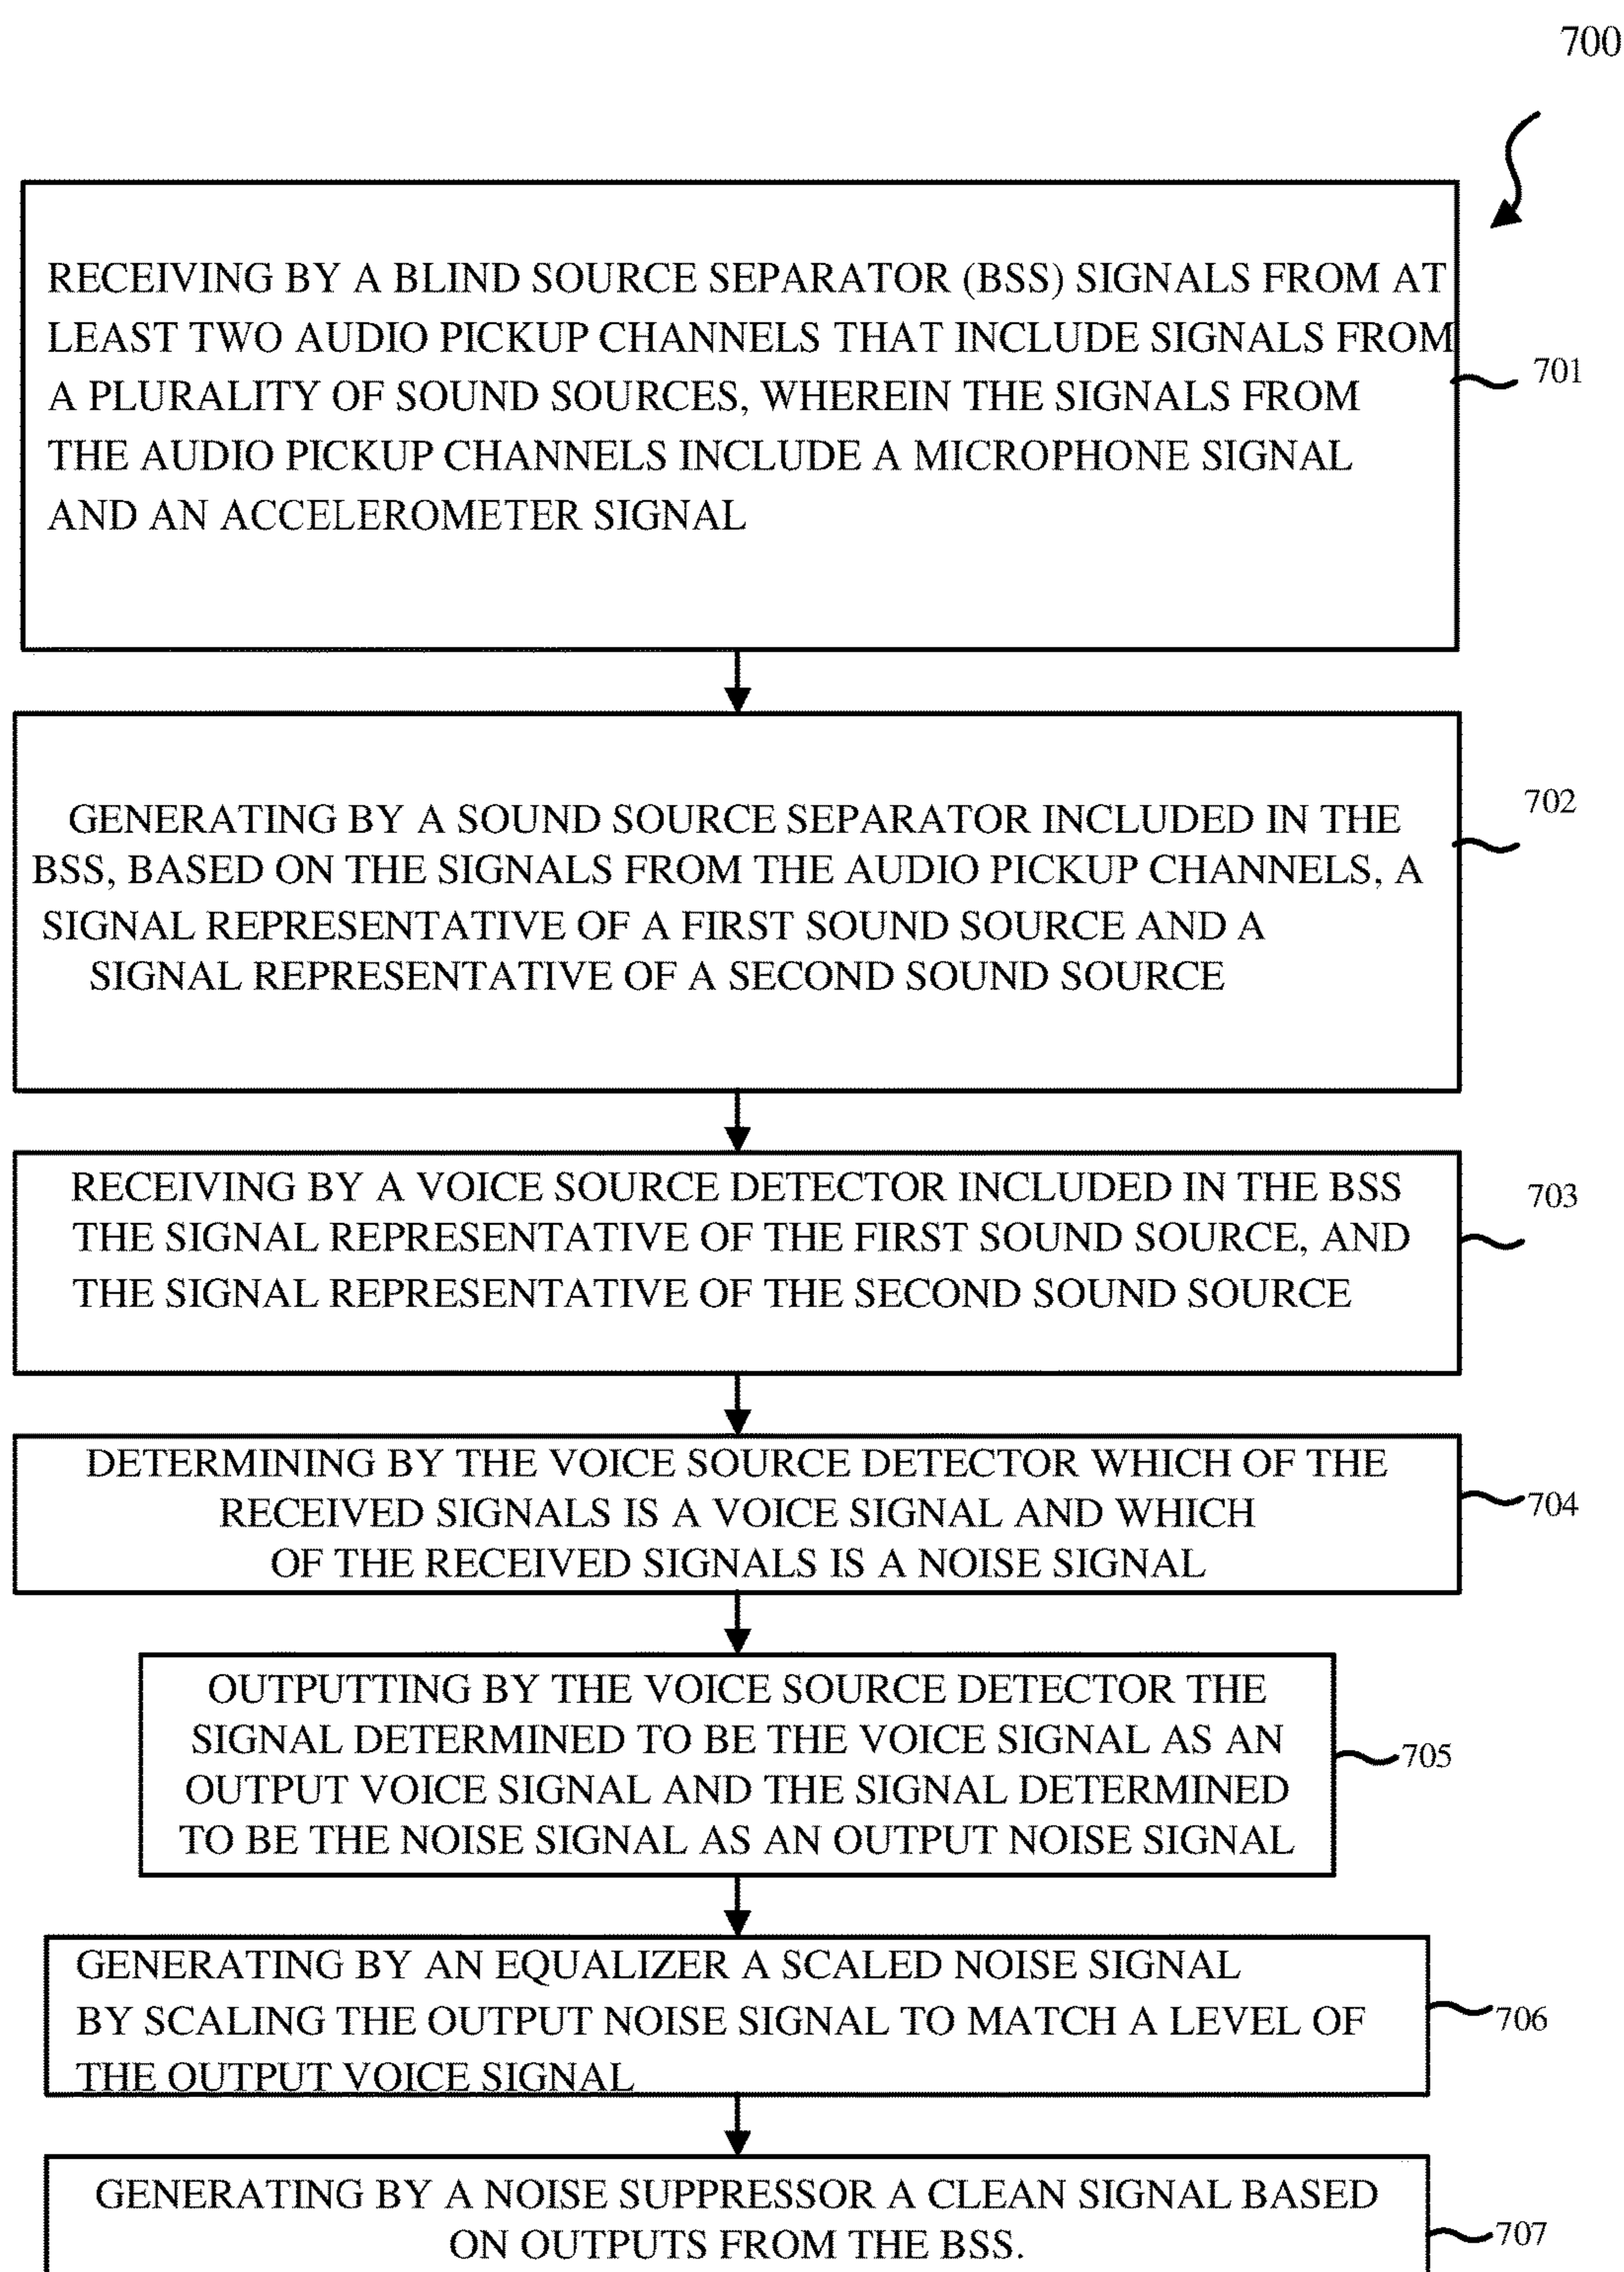 700
RECEIVING BY A BLIND SOURCE SEPARATOR (BSS) SIGNALS FROM AT
LEAST TWO AUDIO PICKUP CHANNELS THAT INCLUDE SIGNALS FROM
A PLURALITY OF SOUND SOURCES, WHEREIN THE SIGNALS FROM
THE AUDIO PICKUP CHANNELS INCLUDE A MICROPHONE SIGNAL
AND AN ACCELEROMETER SIGNAL
701
GENERATING BY A SOUND SOURCE SEPARATOR INCLUDED IN THE
BSS, BASED ON THE SIGNALS FROM THE AUDIO PICKUP CHANNELS, A
SIGNAL REPRESENTATIVE OF A FIRST SOUND SOURCE AND A
SIGNAL REPRESENTATIVE OF A SECOND SOUND SOURCE
702
RECEIVING BY A VOICE SOURCE DETECTOR INCLUDED IN THE BSS
THE SIGNAL REPRESENTATIVE OF THE FIRST SOUND SOURCE, AND
THE SIGNAL REPRESENTATIVE OF THE SECOND SOUND SOURCE
703
DETERMINING BY THE VOICE SOURCE DETECTOR WHICH OF THE
RECEIVED SIGNALS IS A VOICE SIGNAL AND WHICH
OF THE RECEIVED SIGNALS IS A NOISE SIGNAL
704
OUTPUTTING BY THE VOICE SOURCE DETECTOR THE
SIGNAL DETERMINED TO BE THE VOICE SIGNAL AS AN
OUTPUT VOICE SIGNAL AND THE SIGNAL DETERMINED
TO BE THE NOISE SIGNAL AS AN OUTPUT NOISE SIGNAL
705
GENERATING BY AN EQUALIZER A SCALED NOISE SIGNAL
BY SCALING THE OUTPUT NOISE SIGNAL TO MATCH A LEVEL OF
THE OUTPUT VOICE SIGNAL
706
GENERATING BY A NOISE SUPPRESSOR A CLEAN SIGNAL BASED
ON OUTPUTS FROM THE BSS.
707